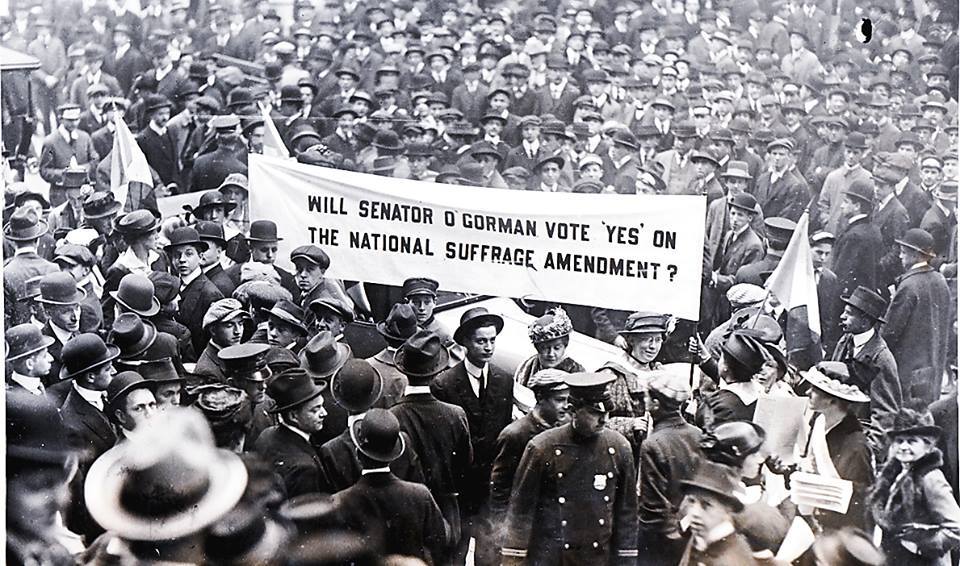 WILL SENATOR O'GORMAN VOTE 'YES' ON
THE NATIONAL SUFFRAGE AMENDMENT?